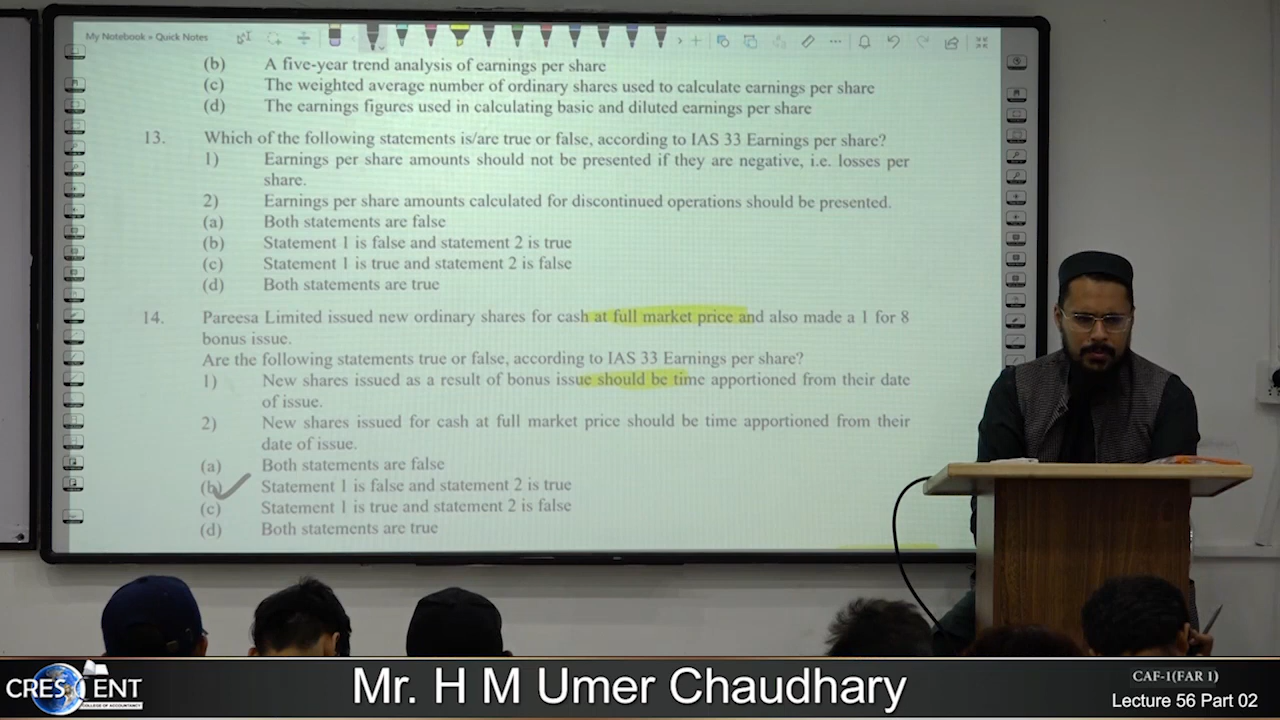 My Notebook » Quick Notes
(b) A five-year trend analysis of earnings per share
(c) The weighted average number of ordinary shares used to calculate earnings per share
(d) The earnings figures used in calculating basic and diluted earnings per share
13. Which of the following statements is/are true or false, according to IAS 33 Earnings per share?
1) Earnings per share amounts should not be presented if they are negative, i.e. losses per
share.
2) Earnings per share amounts calculated for discontinued operations should be presented.
(a) Both statements are false
(b) Statement 1 is false and statement 2 is true
(c) Statement 1 is true and statement 2 is false
(d) Both statements are true
14. Pareesa Limited issued new ordinary shares for cash at full market price and also made a 1 for 8
bonus issue.
Are the following statements true or false, according to IAS 33 Earnings per share?
1) New shares issued as a result of bonus issue should be time apportioned from their date
of issue.
2) New shares issued for cash at full market price should be time apportioned from their
date of issue.
(a) Both statements are false
(b) Statement 1 is false and statement 2 is true
(c) Statement 1 is true and statement 2 is false
(d) Both statements are true
CRESCENT
COLLEGE OF ACCOUNTANCY
Mr. H M Umer Chaudhary
CAF-1(FAR 1)
Lecture 56 Part 02